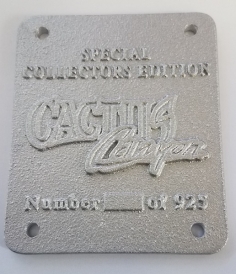 SPECIAL
COLLECTORS EDITION
CACTUS
Canyon
Number of 925